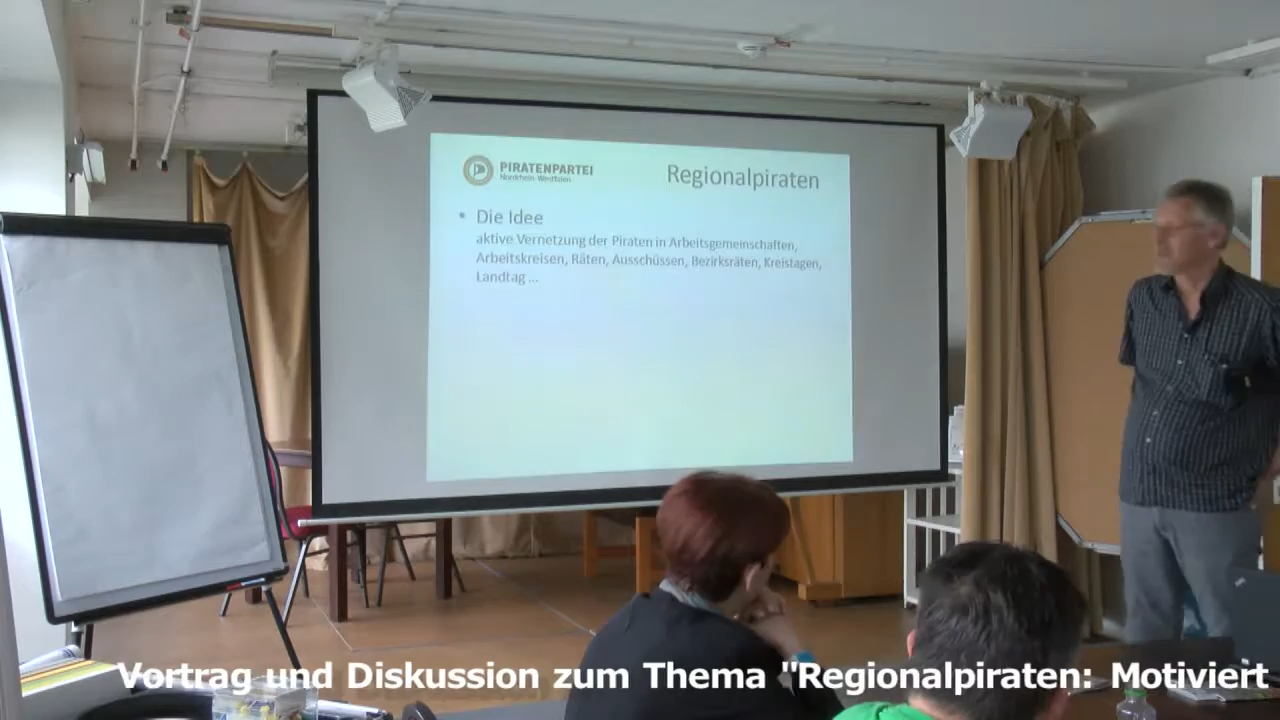 PIRATENPARTEI
Nordrhein-Westfalen
Regionalpiraten
• Die Idee
aktive Vernetzung der Piraten in Arbeitsgemeinschaften,
Arbeitskreisen, Räten, Ausschüssen, Bezirksräten, Kreistagen,
Landtag ...
Vortrag und Diskussion zum Thema "Regionalpiraten: Motiviert